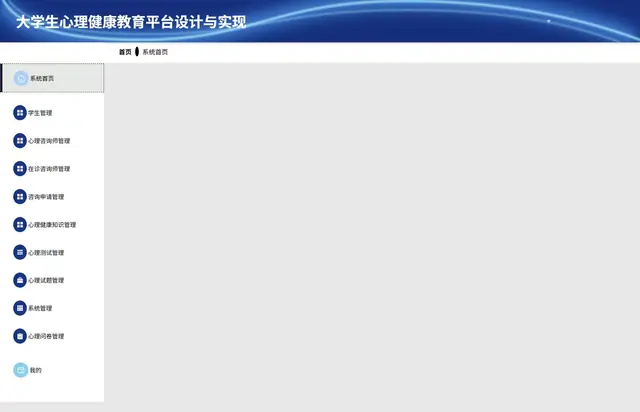 大学生心理健康教育平台设计与实现
首页 系统首页
系统首页
学生管理
心理咨询师管理
在诊咨询师管理
咨询申请管理
心理健康知识管理
心理测试管理
心理试题管理
系统管理
心理问卷管理
我的